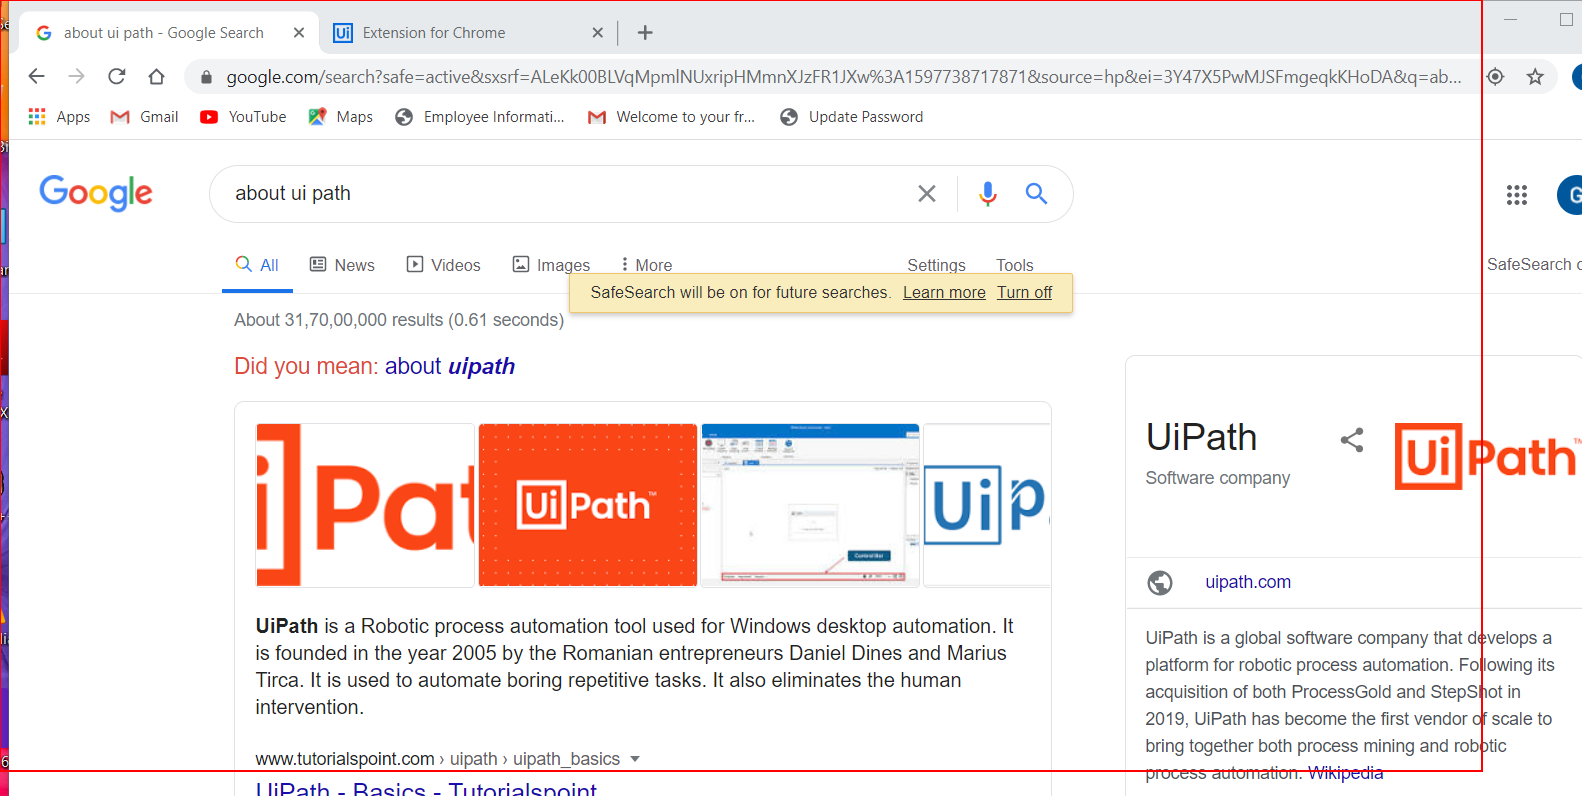 about ui path - Google Search
Ui Extension for Chrome
google.com/search?safe=active&sxsrf=ALeKk00BLVqMpmlNUxripHMmnXJzFR1JXw%3A1597738717871&source=hp&ei=3Y47X5PwMJSFmgeqkKHoDA&q=ab...
Apps Gmail YouTube Maps Employee Informati... Welcome to your fr... Update Password
Google
about ui path
G
All News Videos Images More Settings Tools
SafeSearch
SafeSearch will be on for future searches. Learn more Turn off
About 31,70,00,000 results (0.61 seconds)
Did you mean: about uipath
UiPath
Software company
UiPath™
i Pat
UiPath™
Ui P
Control Bar
uipath.com
UiPath is a Robotic process automation tool used for Windows desktop automation. It
is founded in the year 2005 by the Romanian entrepreneurs Daniel Dines and Marius
Tirca. It is used to automate boring repetitive tasks. It also eliminates the human
intervention.
www.tutorialspoint.com › uipath › uipath_basics
UiPath - Basics - Tutorialspoint
UiPath is a global software company that develops a
platform for robotic process automation. Following its
acquisition of both ProcessGold and StepShot in
2019, UiPath has become the first vendor of scale to
bring together both process mining and robotic
process automation. Wikipedia